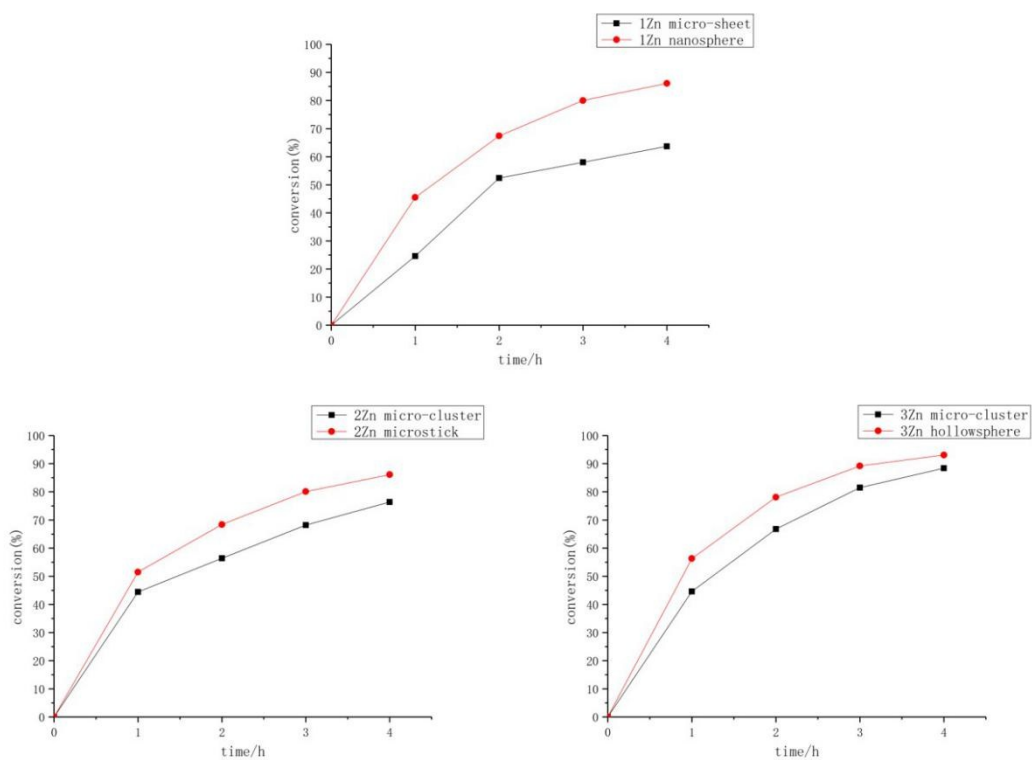 1Zn micro-sheet
1Zn nanosphere
100
90
80
70
60
50
40
30
20
10
0
conversion(%)
0 1 2 3 4
time/h
2Zn micro-cluster
2Zn microstick
100
90
80
70
60
50
40
30
20
10
0
conversion(%)
0 1 2 3 4
time/h
3Zn micro-cluster
3Zn hollowsphere
100
90
80
70
60
50
40
30
20
10
0
conversion(%)
0 1 2 3 4
time/h